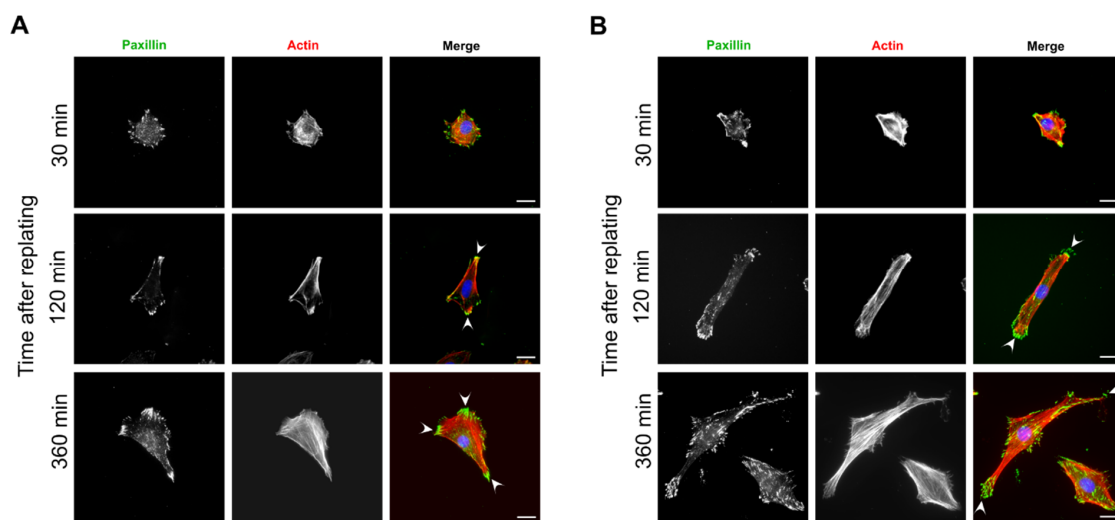 A
Paxillin Actin Merge
Time after replating
30 min
120 min
360 min
B
Paxillin Actin Merge
Time after replating
30 min
120 min
360 min